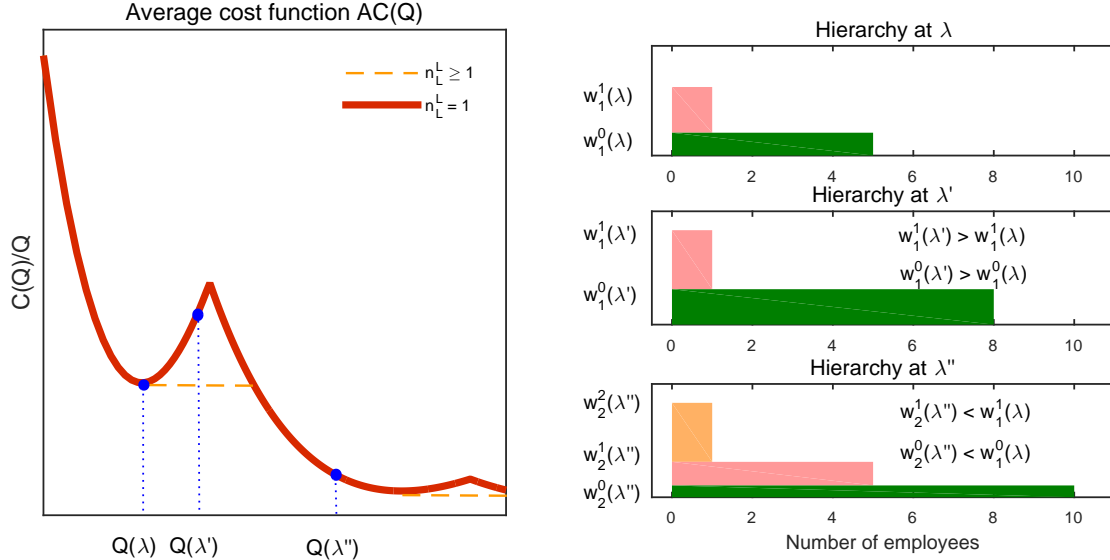 Average cost function AC(Q)
n_L^L ≥ 1
n_L^L = 1
C(Q)/Q
Q(λ) Q(λ') Q(λ'')
Hierarchy at λ
w_1^1(λ)
w_1^0(λ)
0 2 4 6 8 10
Hierarchy at λ'
w_1^1(λ')
w_1^1(λ') > w_1^1(λ)
w_1^0(λ') > w_1^0(λ)
w_1^0(λ')
0 2 4 6 8 10
Hierarchy at λ''
w_2^2(λ'')
w_2^1(λ'') < w_1^1(λ)
w_2^1(λ'')
w_2^0(λ'') < w_1^0(λ)
w_2^0(λ'')
0 2 4 6 8 10
Number of employees